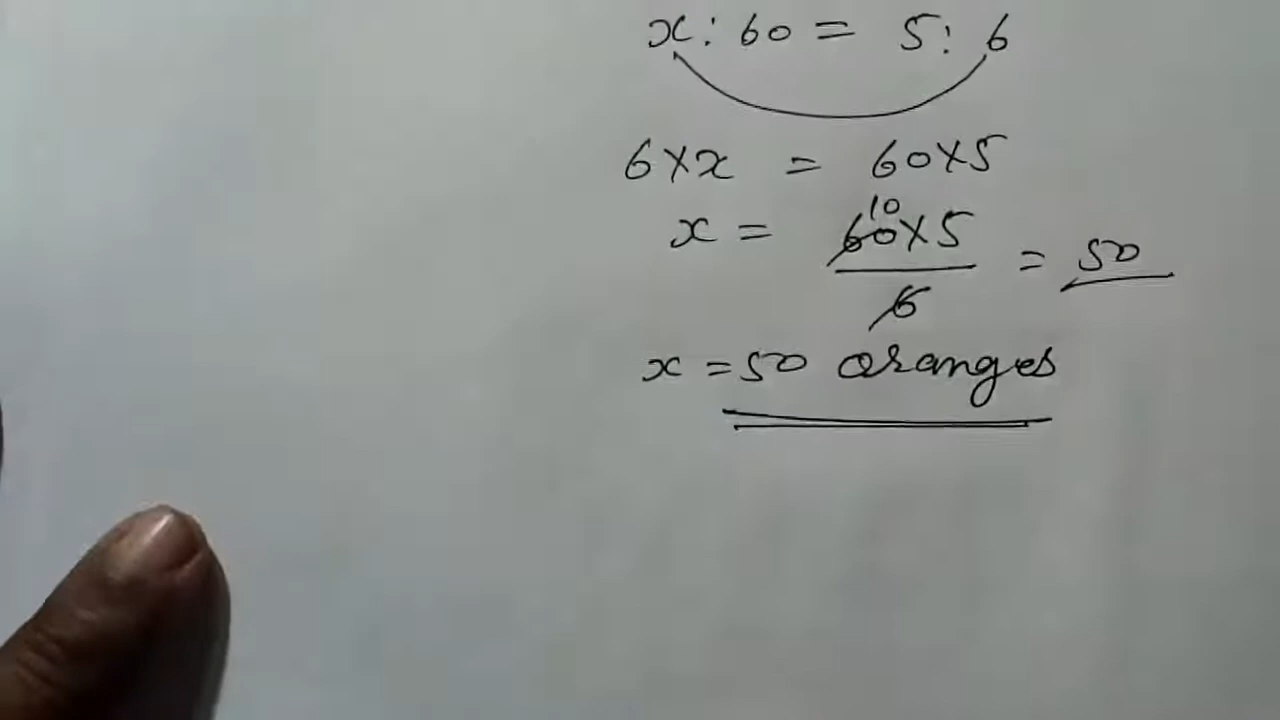 x : 60 = 5 : 6
6 × x = 60 × 5
10
x = 60 × 5 / 6 = 50
x = 50 oranges